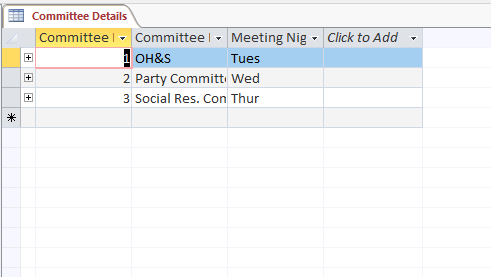 Committee Details
Committee I Committee I Meeting Nig Click to Add
1 OH&S Tues
2 Party Committe Wed
3 Social Res. Con Thur